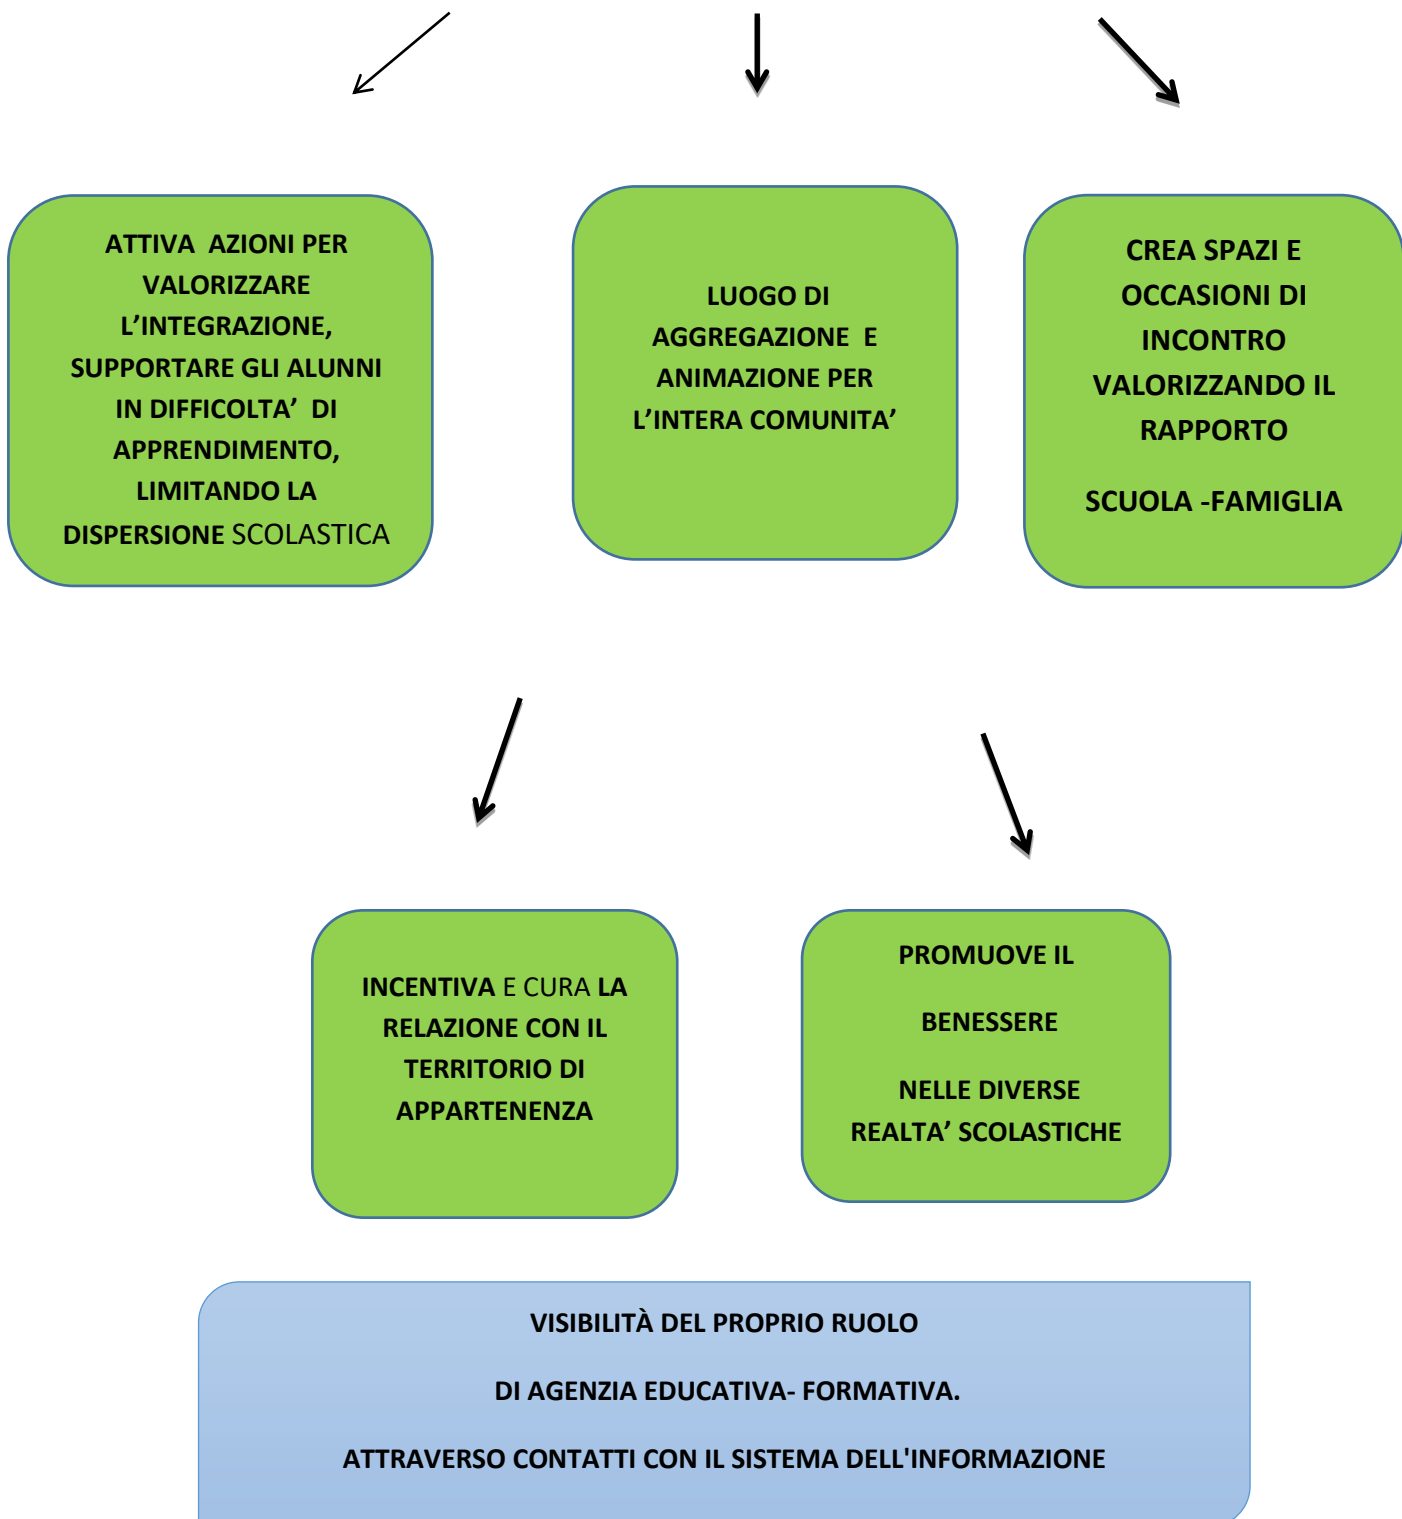 ATTIVA  AZIONI PER
VALORIZZARE
L’INTEGRAZIONE,
SUPPORTARE GLI ALUNNI
IN DIFFICOLTA’  DI
APPRENDIMENTO,
LIMITANDO LA
DISPERSIONE SCOLASTICA
LUOGO DI
AGGREGAZIONE  E
ANIMAZIONE PER
L’INTERA COMUNITA’
CREA SPAZI E
OCCASIONI DI
INCONTRO
VALORIZZANDO IL
RAPPORTO
SCUOLA -FAMIGLIA
INCENTIVA E CURA LA
RELAZIONE CON IL
TERRITORIO DI
APPARTENENZA
PROMUOVE IL
BENESSERE
NELLE DIVERSE
REALTA’ SCOLASTICHE
VISIBILITÀ DEL PROPRIO RUOLO
DI AGENZIA EDUCATIVA- FORMATIVA.
ATTRAVERSO CONTATTI CON IL SISTEMA DELL'INFORMAZIONE